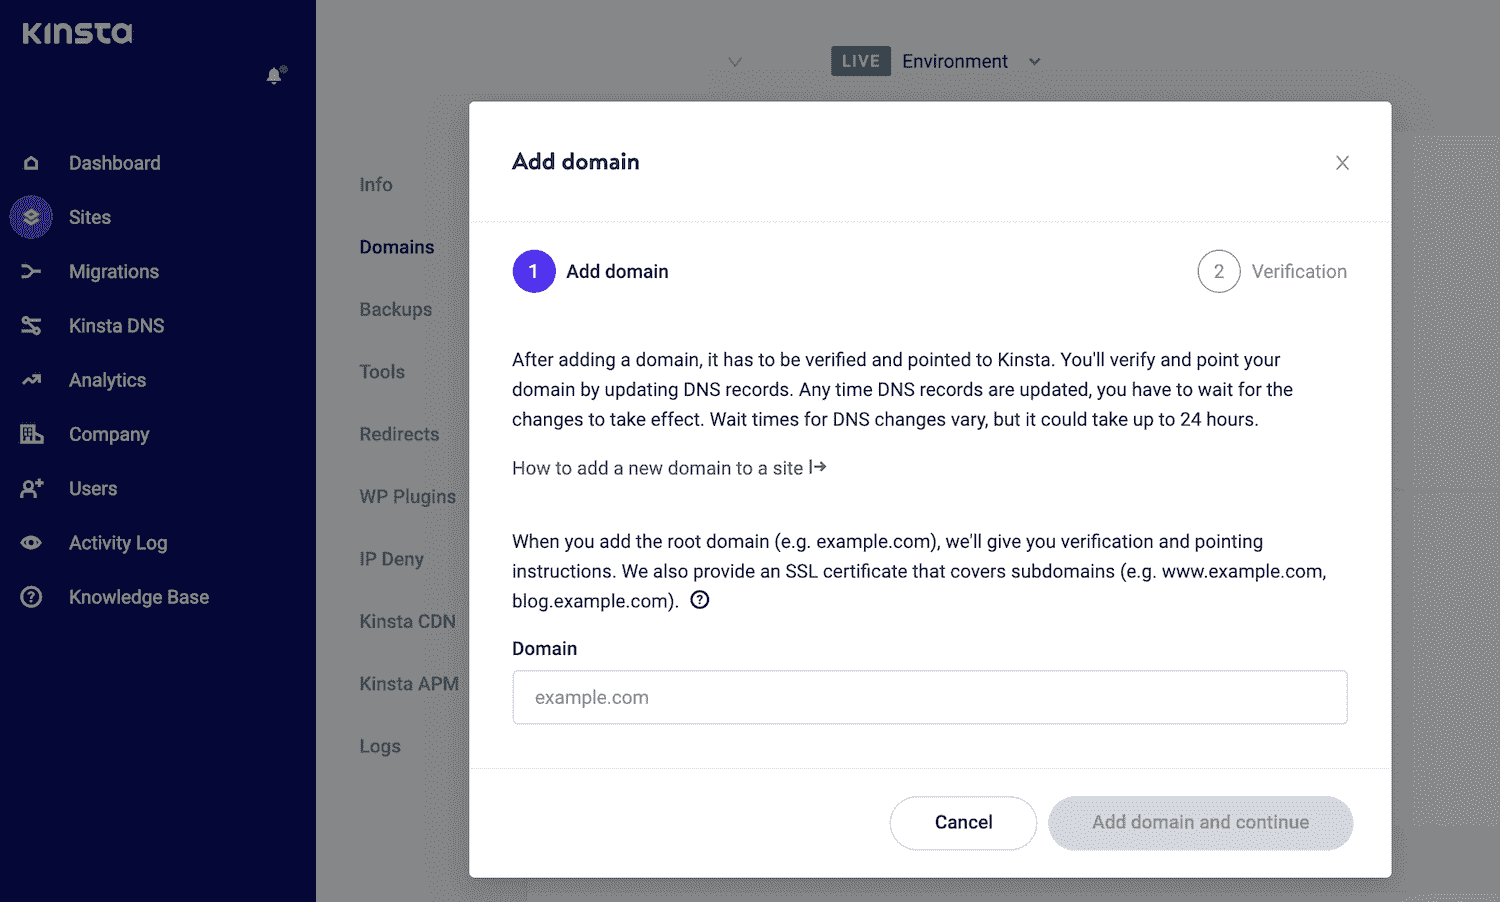 Kinsta
LIVE Environment
Dashboard
Sites
Migrations
Kinsta DNS
Analytics
Company
Users
Activity Log
Knowledge Base
Info
Domains
Backups
Tools
Redirects
WP Plugins
IP Deny
Kinsta CDN
Kinsta APM
Logs
Add domain
1 Add domain
2 Verification
After adding a domain, it has to be verified and pointed to Kinsta. You'll verify and point your
domain by updating DNS records. Any time DNS records are updated, you have to wait for the
changes to take effect. Wait times for DNS changes vary, but it could take up to 24 hours.
How to add a new domain to a site
When you add the root domain (e.g. example.com), we'll give you verification and pointing
instructions. We also provide an SSL certificate that covers subdomains (e.g. www.example.com,
blog.example.com).
Domain
example.com
Cancel
Add domain and continue